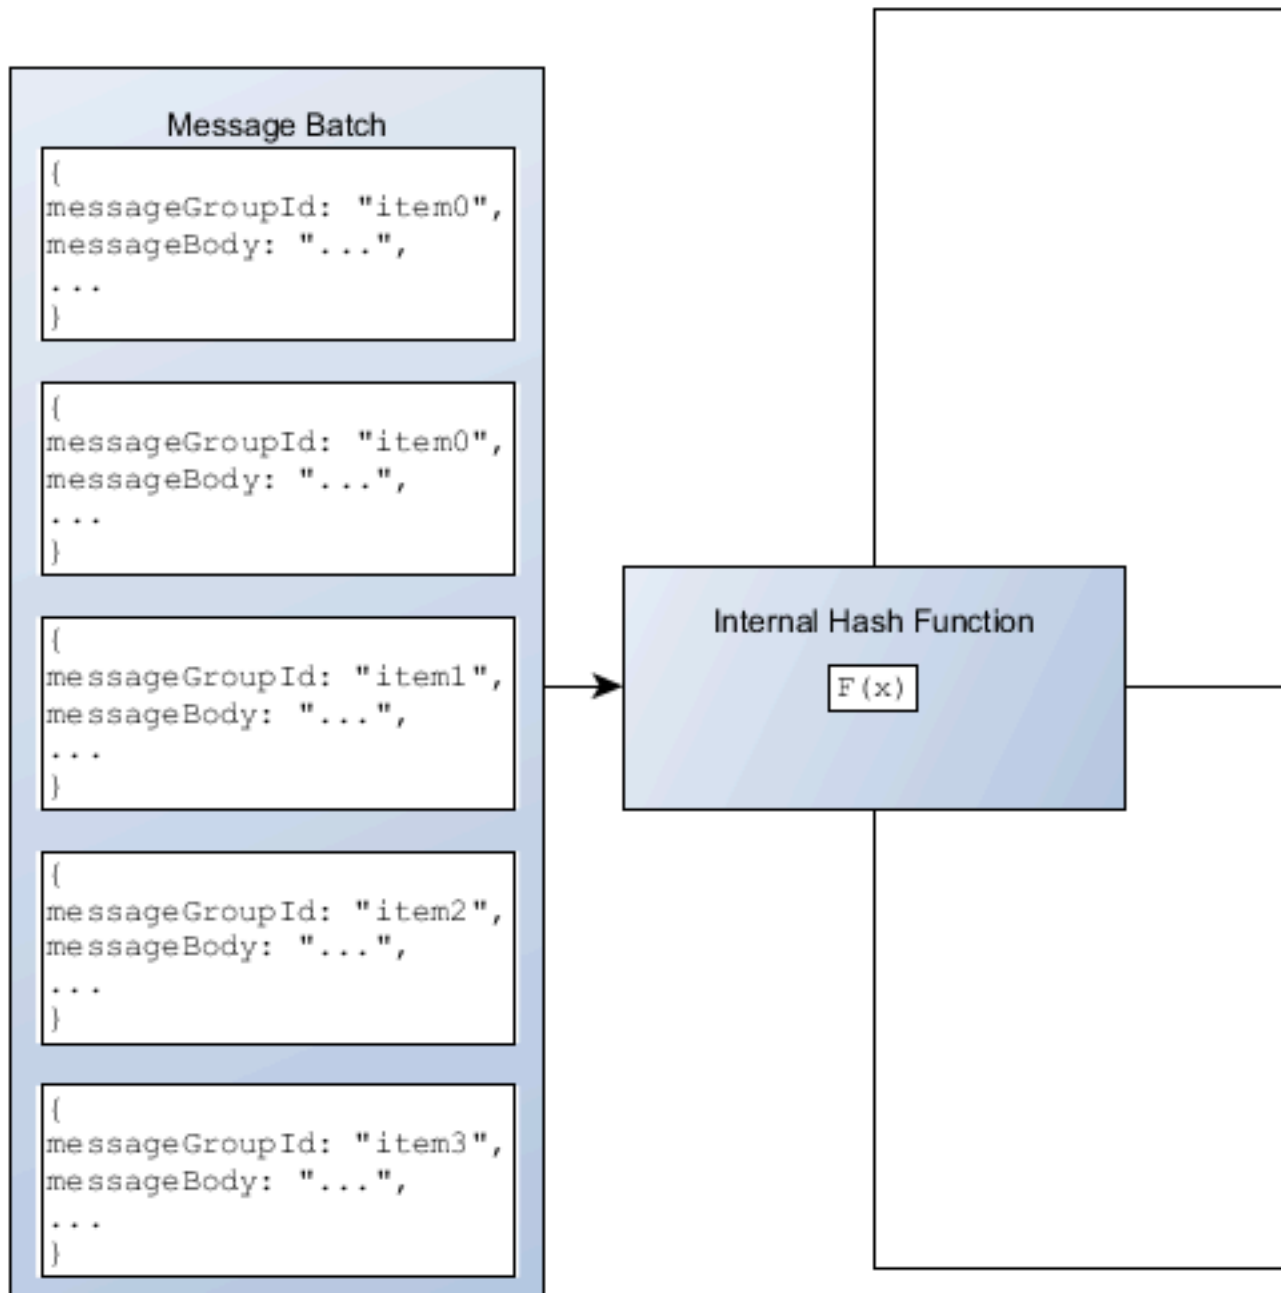 Message Batch
{
messageGroupId: "item0",
messageBody: "...",
...
}
{
messageGroupId: "item0",
messageBody: "...",
...
}
{
messageGroupId: "item1",
messageBody: "...",
...
}
{
messageGroupId: "item2",
messageBody: "...",
...
}
{
messageGroupId: "item3",
messageBody: "...",
...
}
Internal Hash Function
F(x)